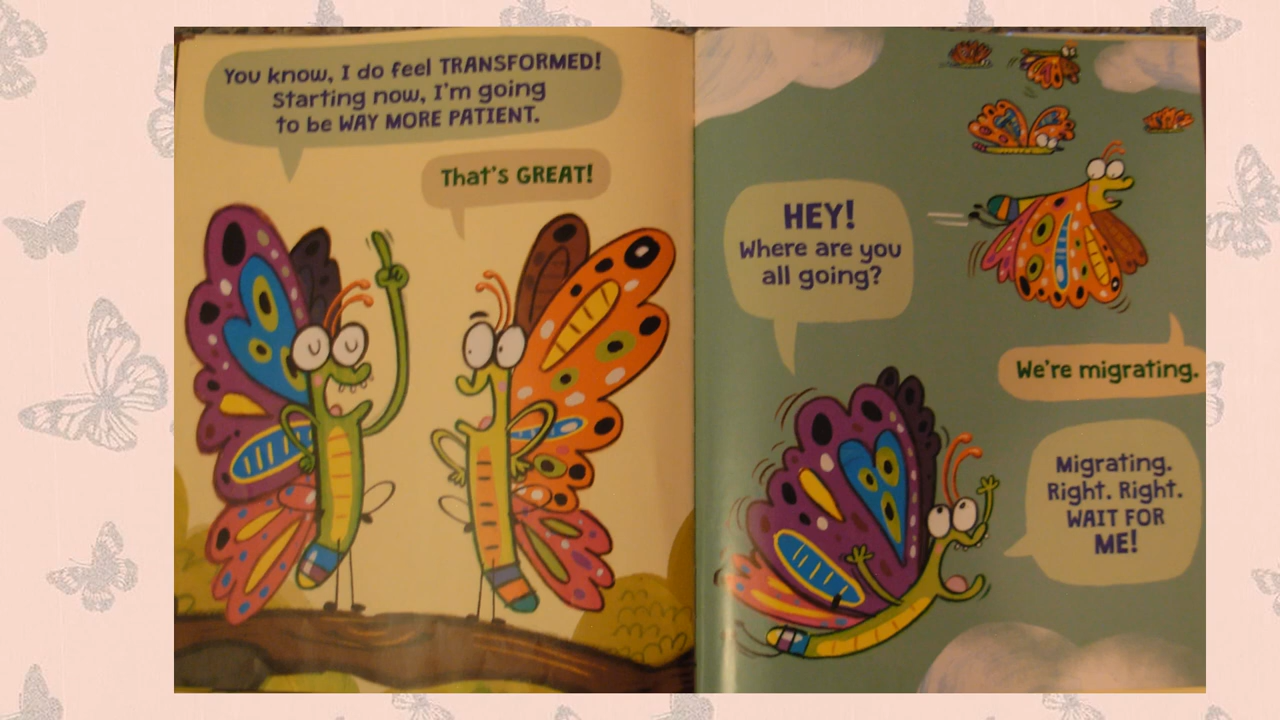 You know, I do feel TRANSFORMED!
Starting now, I'm going
to be WAY MORE PATIENT.
That's GREAT!
HEY!
Where are you
all going?
We're migrating.
Migrating.
Right. Right.
WAIT FOR
ME!